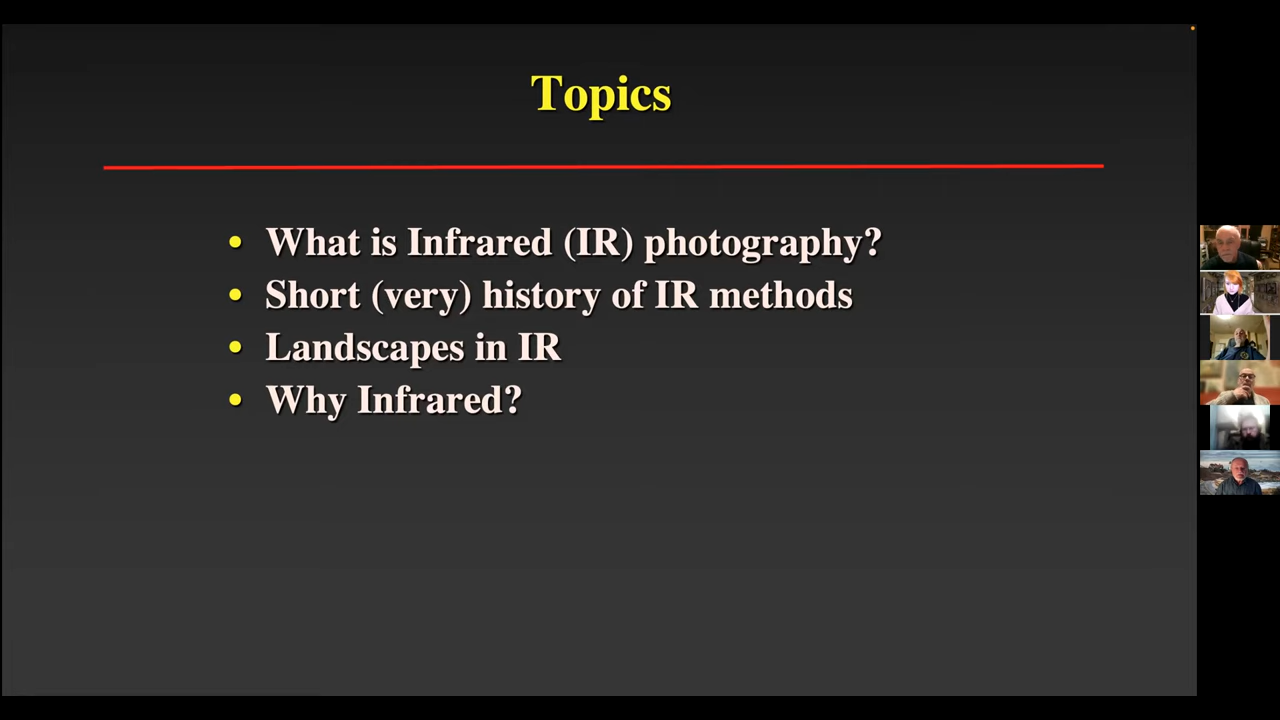 Topics
• What is Infrared (IR) photography?
• Short (very) history of IR methods
• Landscapes in IR
• Why Infrared?